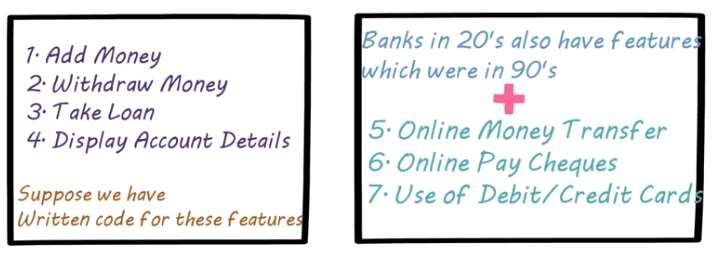 1. Add Money
2. Withdraw Money
3. Take Loan
4. Display Account Details
Suppose we have
Written code for these features
Banks in 20's also have features
which were in 90's
+
5. Online Money Transfer
6. Online Pay Cheques
7. Use of Debit/Credit Cards